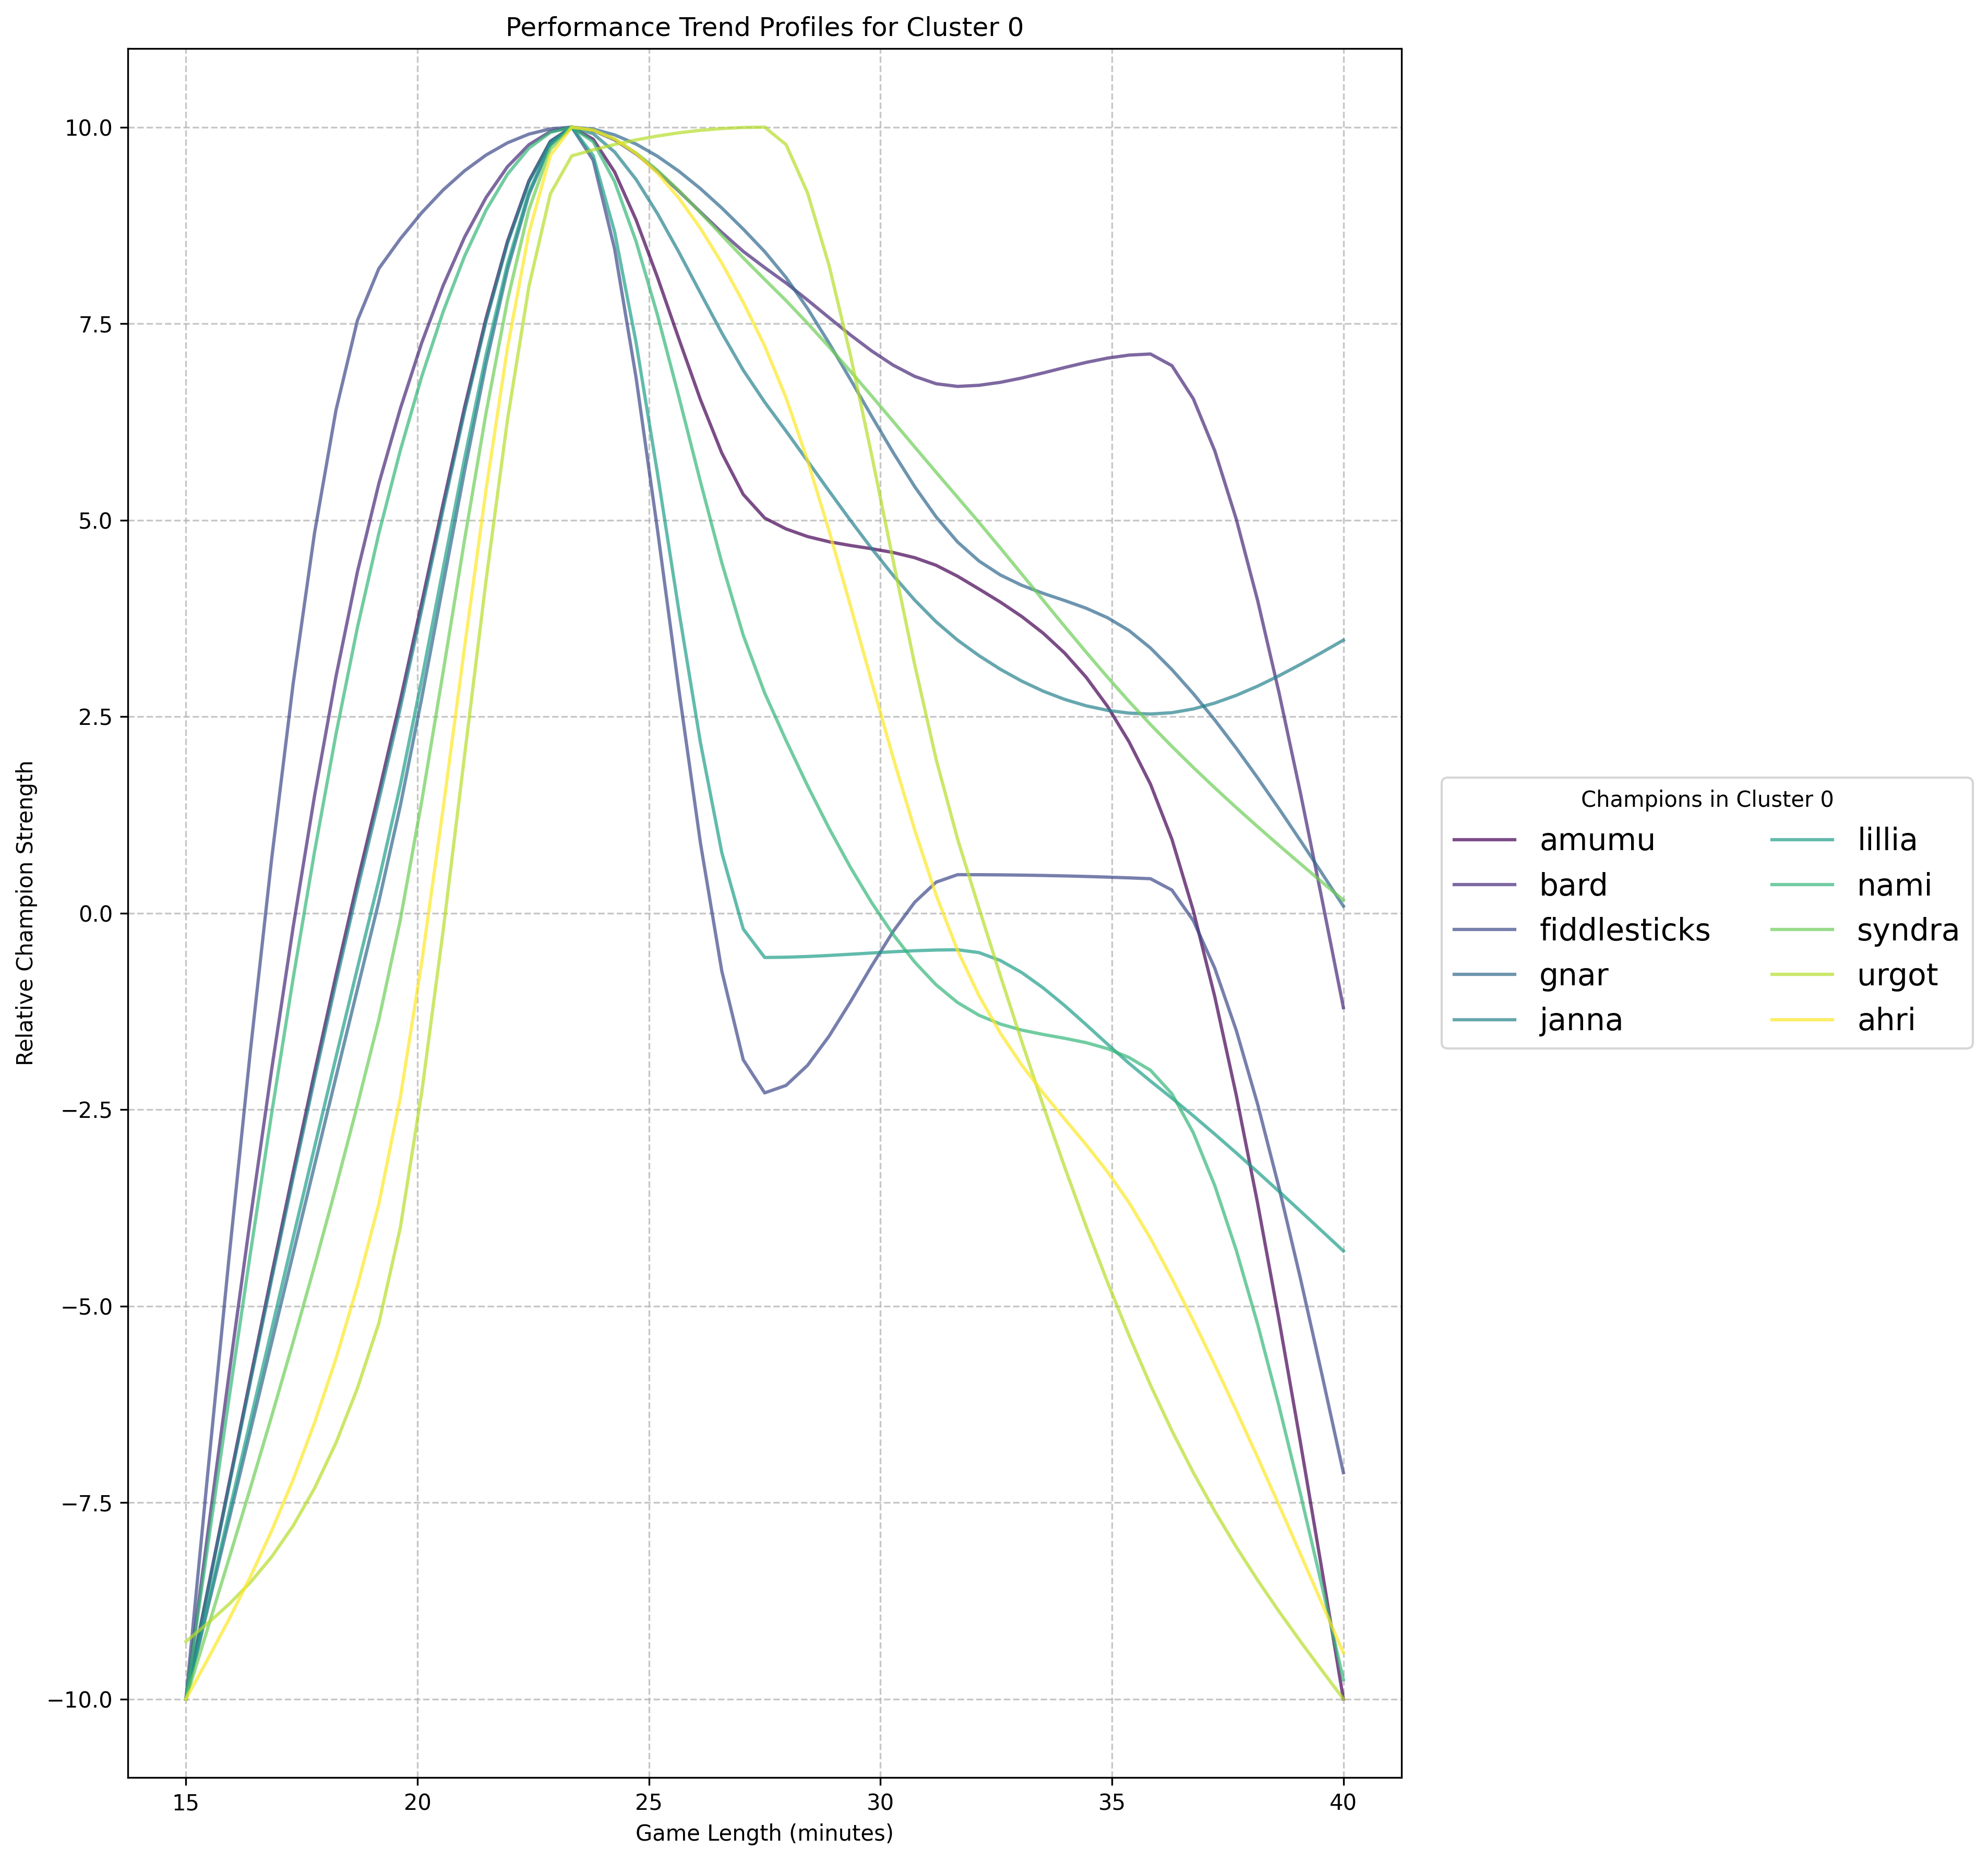 Performance Trend Profiles for Cluster 0
10.0
7.5
5.0
2.5
0.0
−2.5
−5.0
−7.5
−10.0
Relative Champion Strength
15 20 25 30 35 40
Game Length (minutes)
Champions in Cluster 0
amumu
bard
fiddlesticks
gnar
janna
lillia
nami
syndra
urgot
ahri